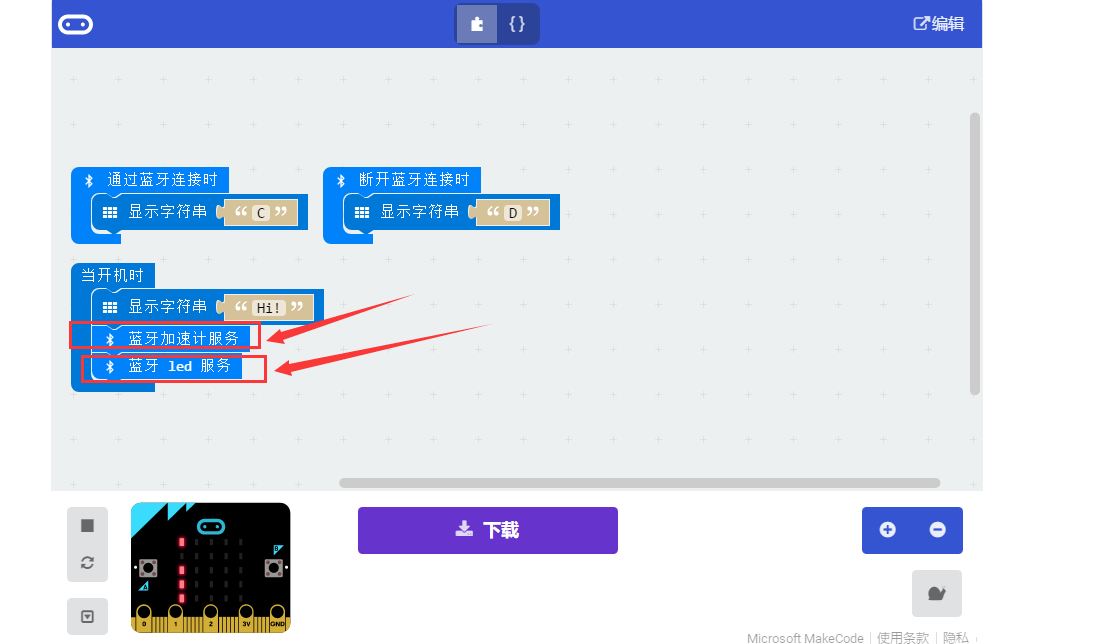 { } 编辑
通过蓝牙连接时
显示字符串 “ C ”
断开蓝牙连接时
显示字符串 “ D ”
当开机时
显示字符串 “ Hi! ”
蓝牙加速计服务
蓝牙 led 服务
下载
B
A
0 1 2 3V GND
Microsoft MakeCode | 使用条款 | 隐私